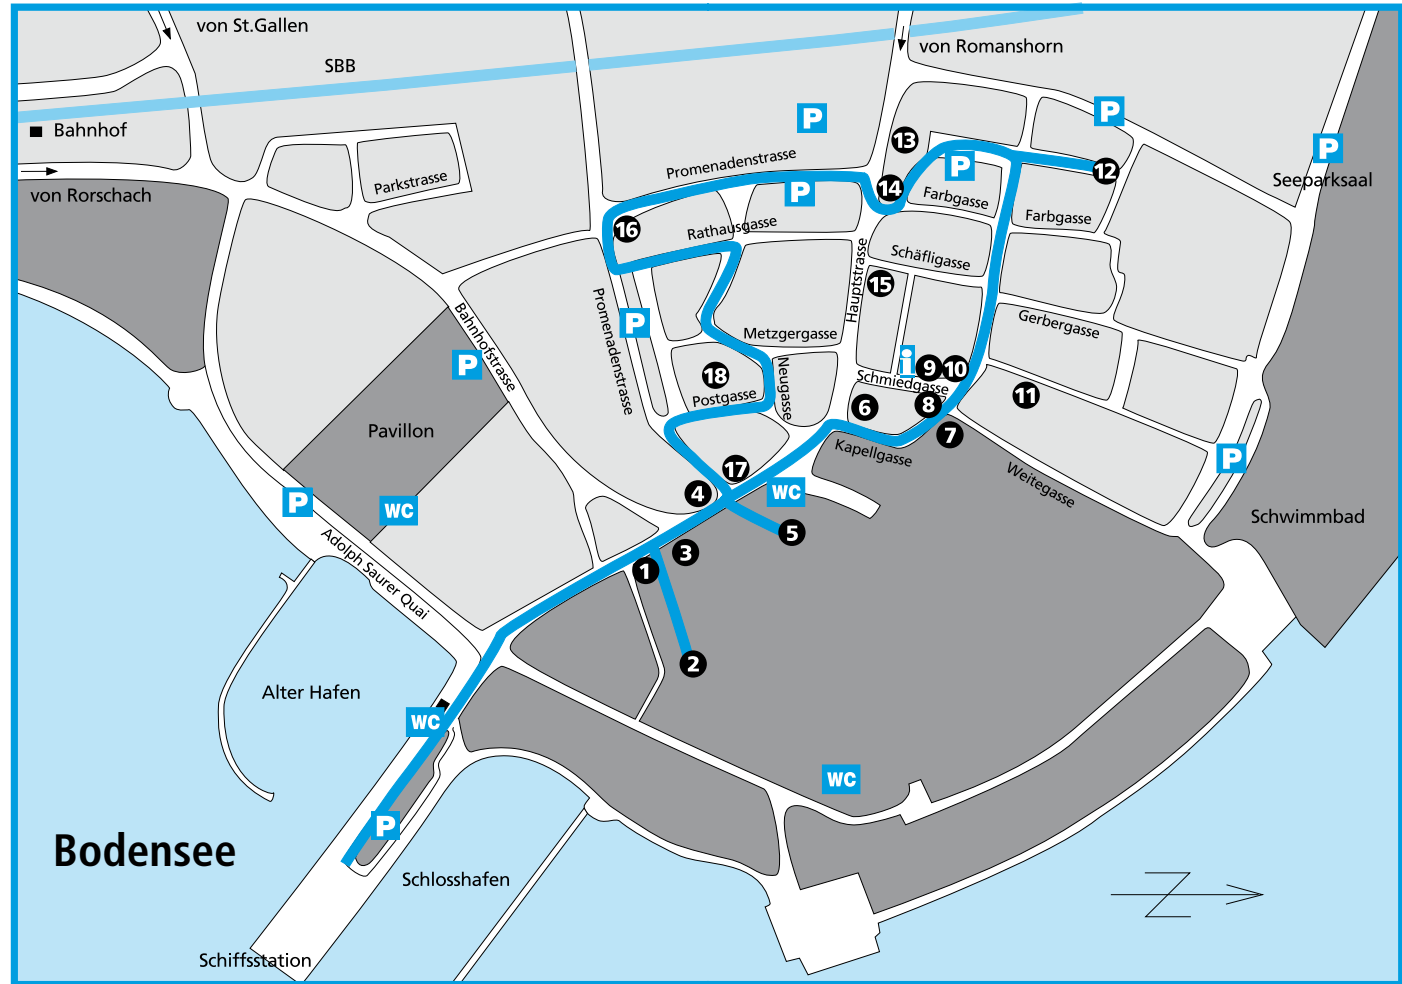 von St.Gallen
von Romanshorn
SBB
P
P
Bahnhof
13
P
Promenadenstrasse
P
12
Seeparksaal
von Rorschach
Parkstrasse
P
14
Farbgasse
Farbgasse
16
Rathausgasse
Schäfligasse
Hauptstrasse
15
Promenadenstrasse
P
Bahnhofstrasse
Metzgergasse
Gerbergasse
P
i
9
10
18
Neugasse
Schmiedgasse
Postgasse
6
8
11
Pavillon
7
Kapellgasse
P
17
Weitegasse
P
WC
4
WC
5
Schwimmbad
Adolph Saurer Quai
3
1
2
Alter Hafen
WC
WC
P
Bodensee
Schlosshafen
Schiffsstation